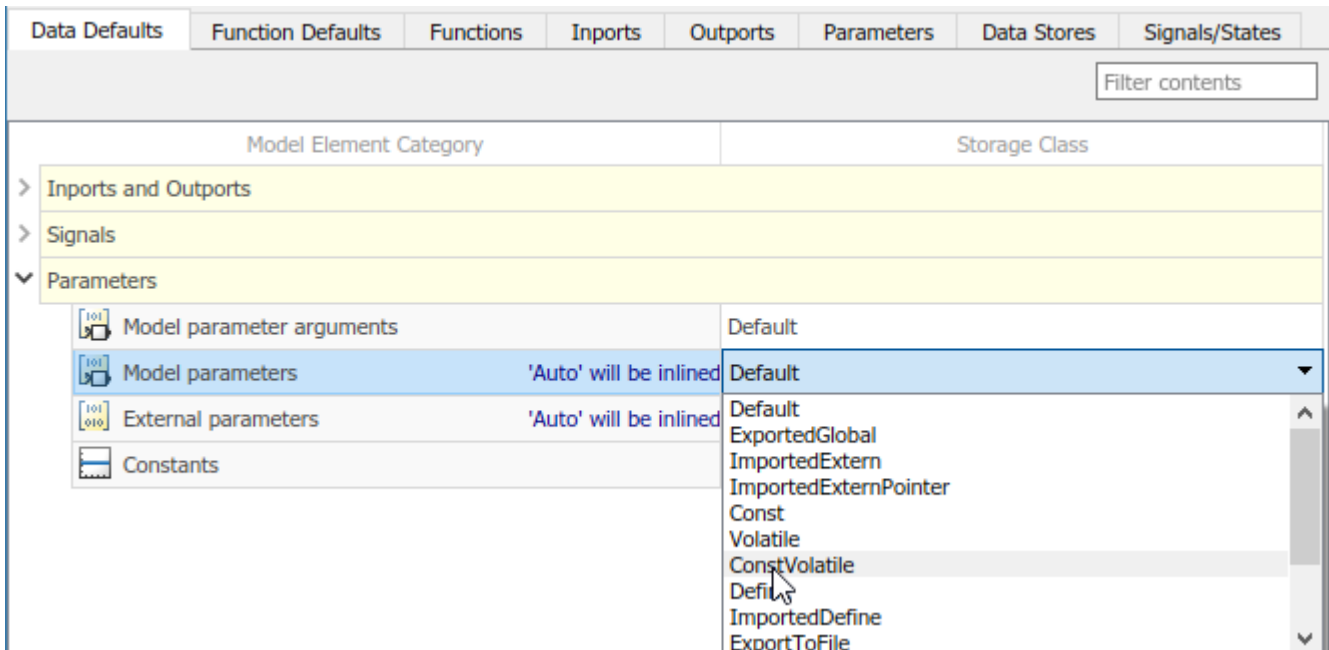 Data Defaults Function Defaults Functions Inports Outports Parameters Data Stores Signals/States
Filter contents
Model Element Category Storage Class
Inports and Outports
Signals
Parameters
Model parameter arguments Default
Model parameters 'Auto' will be inlined Default
External parameters 'Auto' will be inlined
Constants
Default
ExportedGlobal
ImportedExtern
ImportedExternPointer
Const
Volatile
ConstVolatile
ImportedDefine
ExportToFile